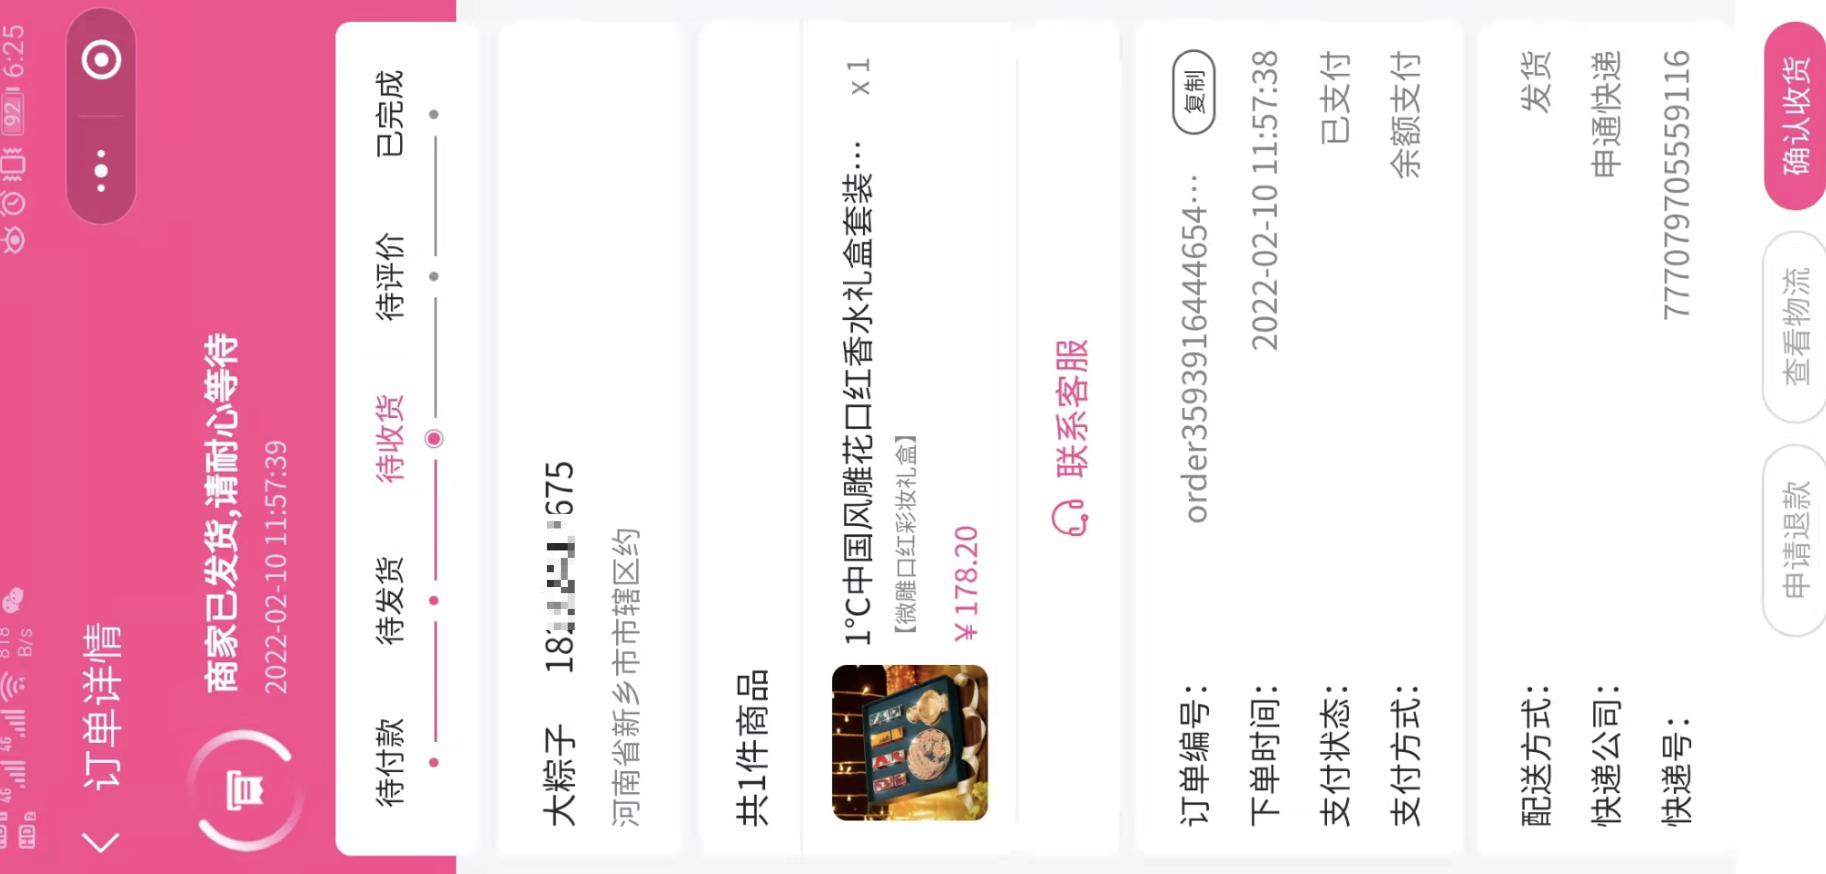 6:25
92
4G
4G
818
B/s
HD 2
订单详情
商家已发货,请耐心等待
2022-02-10 11:57:39
待付款 待发货 待收货 待评价 已完成
大粽子 18 675
河南省新乡市市辖区约
共1件商品
1°C中国风雕花口红香水礼盒套装… x 1
【微雕口红彩妆礼盒】
¥ 178.20
联系客服
订单编号: order3593916444654… 复制
下单时间: 2022-02-10 11:57:38
支付状态: 已支付
支付方式: 余额支付
配送方式: 发货
快递公司: 申通快递
快递号: 777079705559116
申请退款 查看物流 确认收货